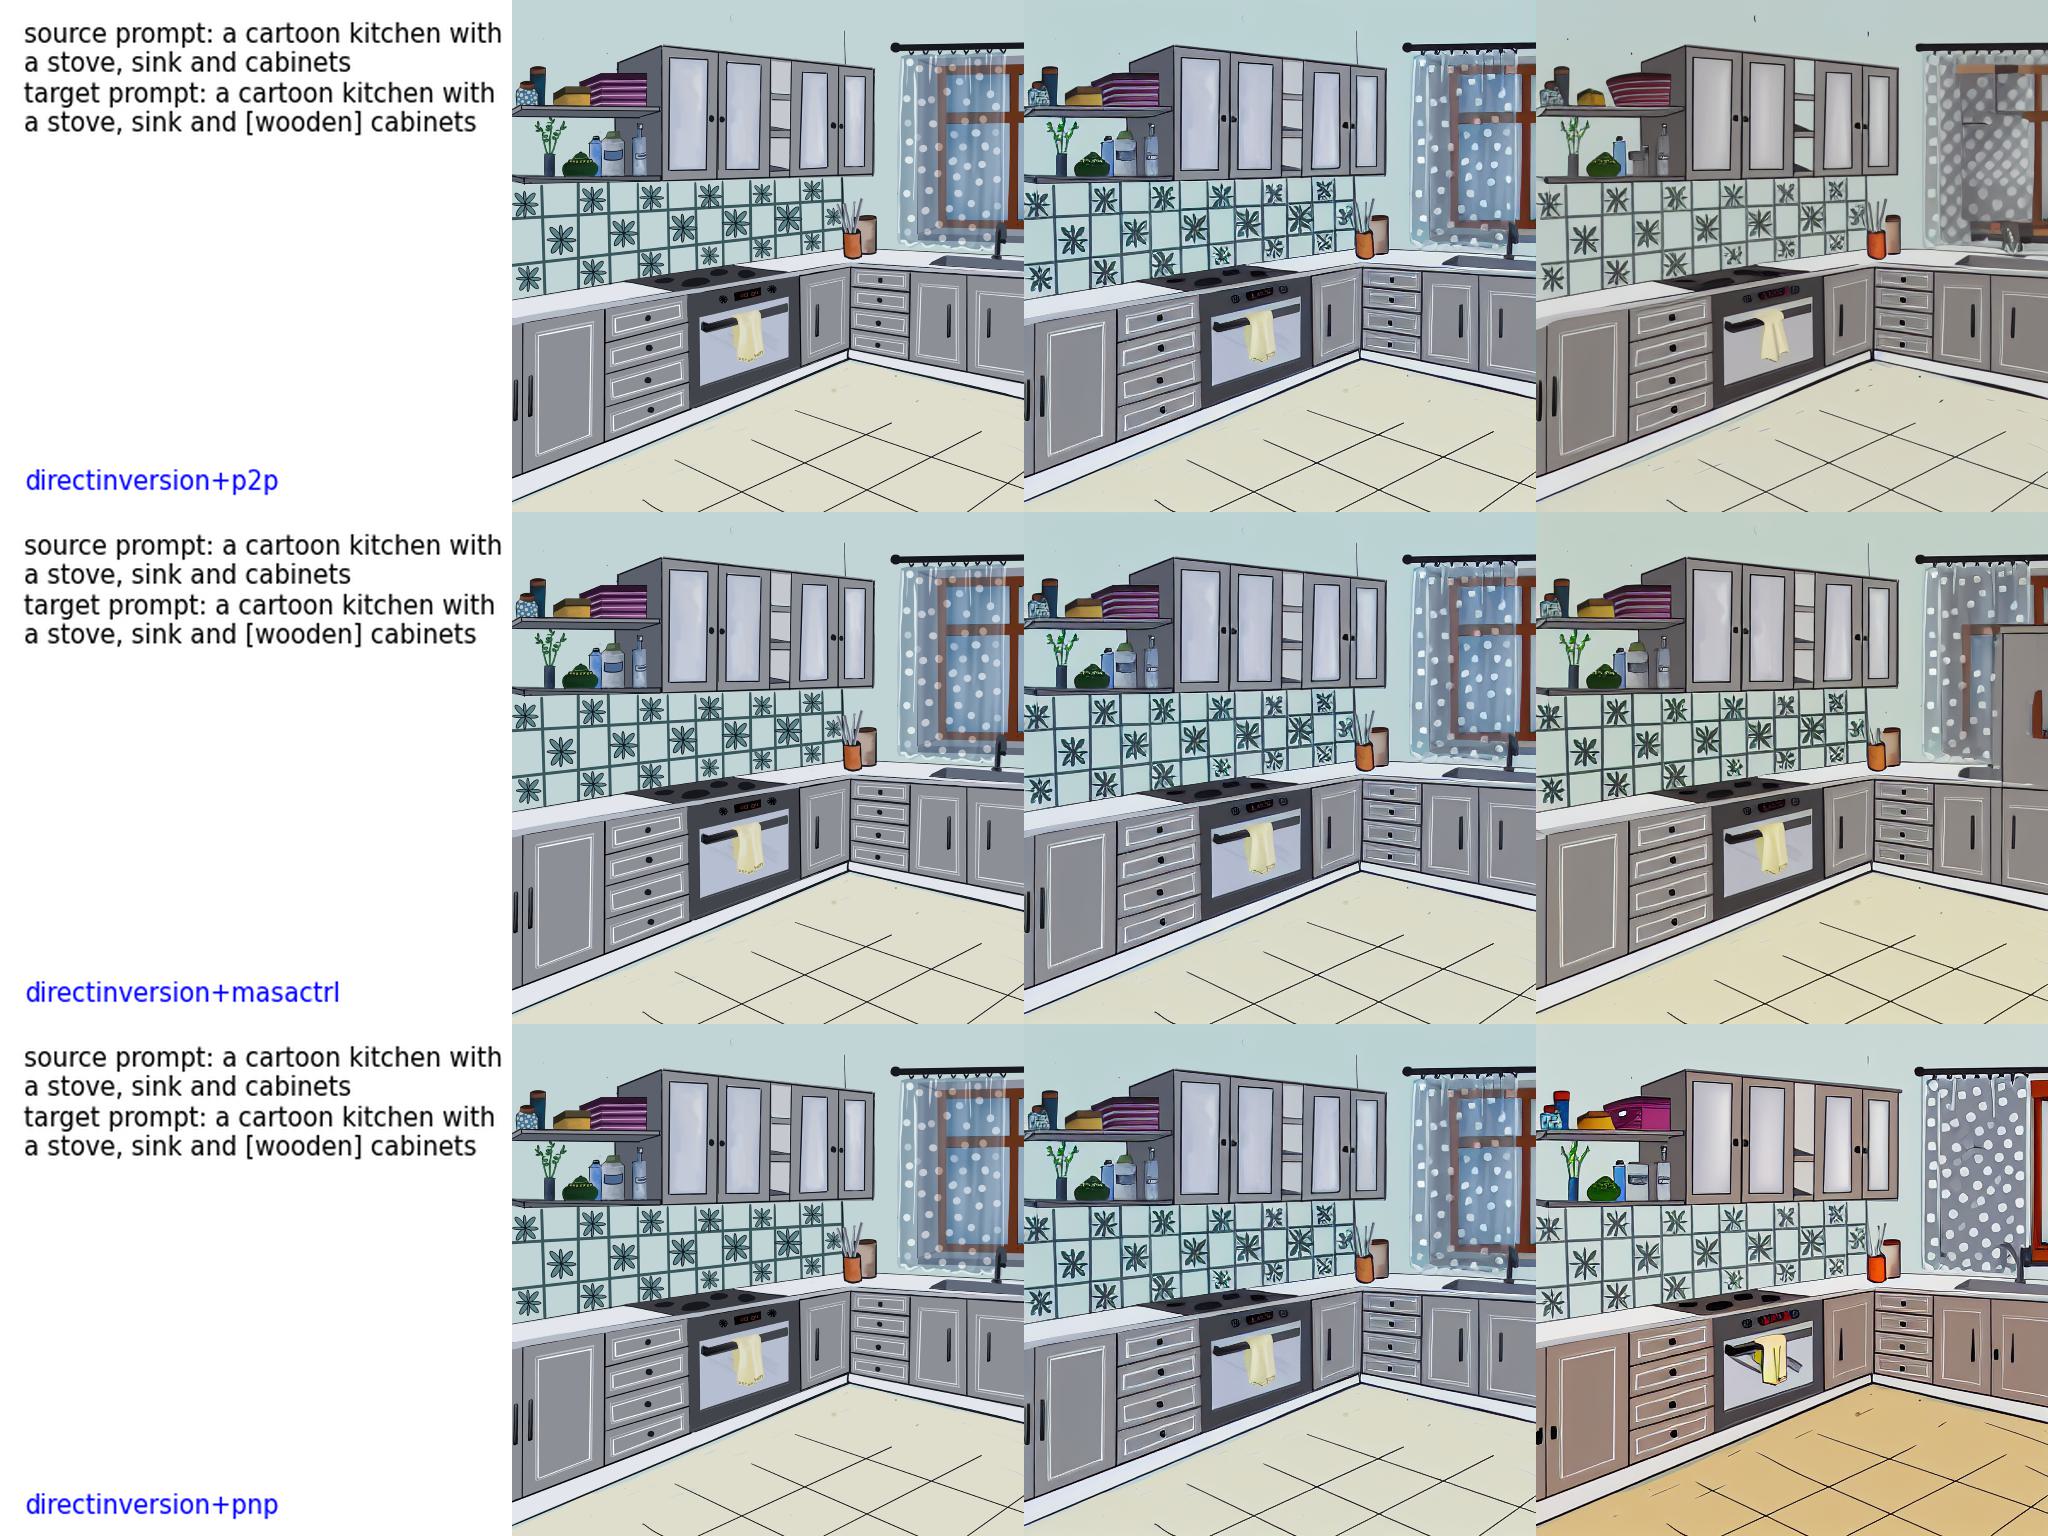 source prompt: a cartoon kitchen with
a stove, sink and cabinets
target prompt: a cartoon kitchen with
a stove, sink and [wooden] cabinets
directinversion+p2p
source prompt: a cartoon kitchen with
a stove, sink and cabinets
target prompt: a cartoon kitchen with
a stove, sink and [wooden] cabinets
directinversion+masactrl
source prompt: a cartoon kitchen with
a stove, sink and cabinets
target prompt: a cartoon kitchen with
a stove, sink and [wooden] cabinets
directinversion+pnp